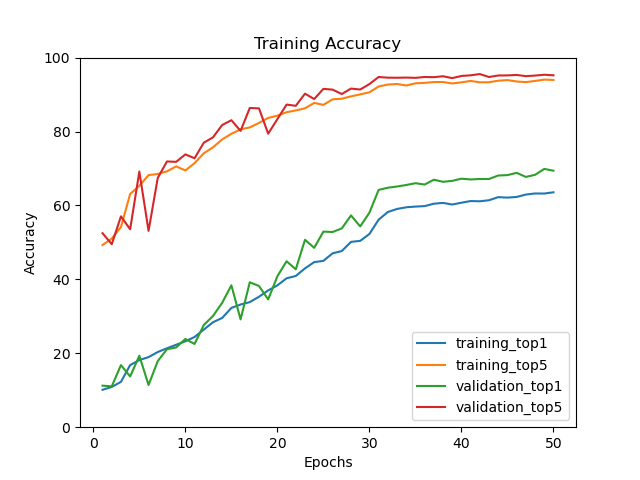 Training Accuracy
100
80
60
40
20
0
Accuracy
0 10 20 30 40 50
Epochs
training_top1
training_top5
validation_top1
validation_top5